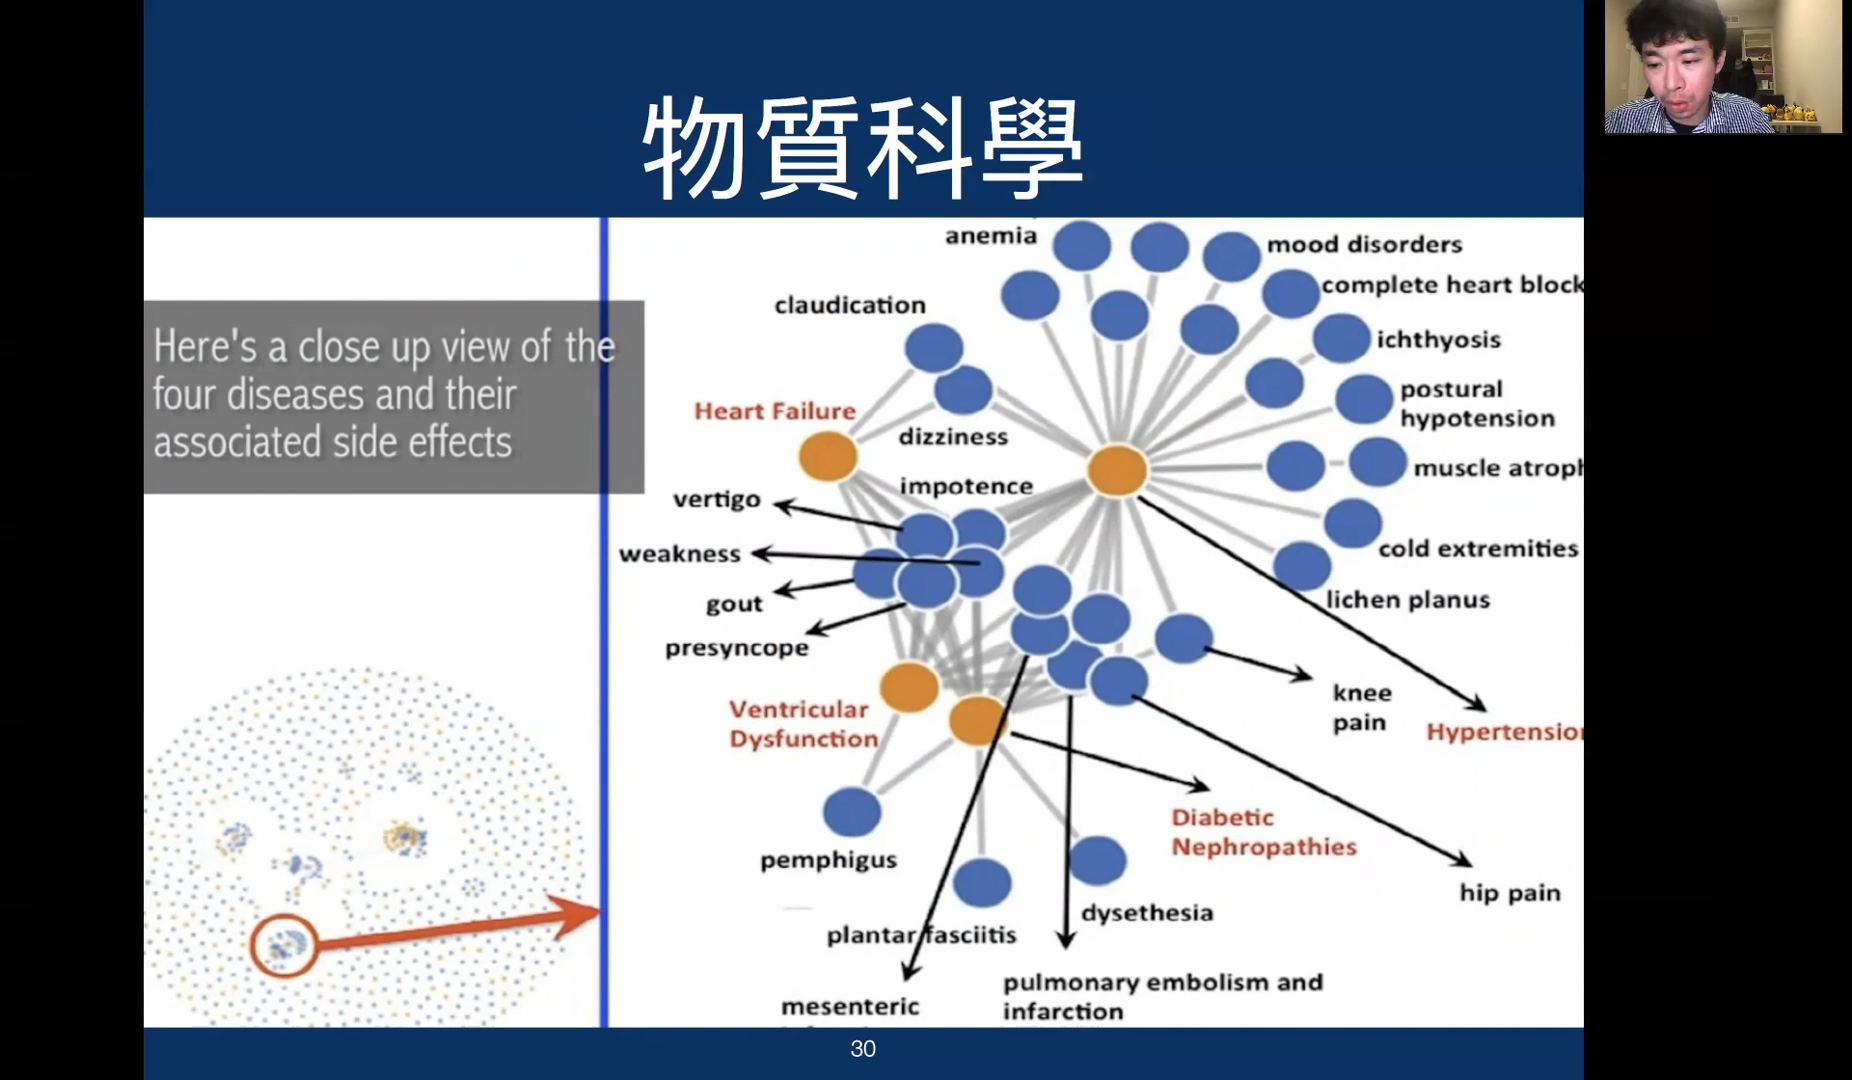 物質科學
Here's a close up view of the
four diseases and their
associated side effects
anemia
mood disorders
complete heart block
claudication
ichthyosis
postural
hypotension
Heart Failure
dizziness
muscle atroph
impotence
vertigo
cold extremities
weakness
gout
lichen planus
presyncope
knee
pain
Hypertension
Ventricular
Dysfunction
Diabetic
Nephropathies
pemphigus
hip pain
dysethesia
plantar fasciitis
pulmonary embolism and
infarction
mesenteric
30